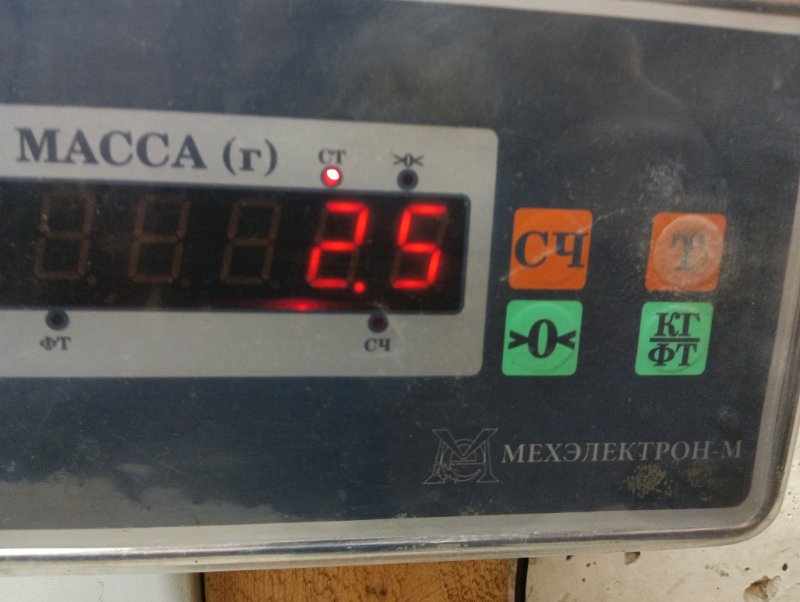 МАССА (г)
СТ
>0<
2.5
СЧ
Т
ФТ
СЧ
>0<
КГ
ФТ
МЕХЭЛЕКТРОН-М